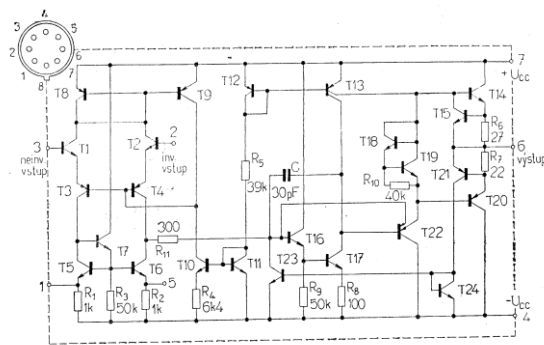 3
4
5
2
6
1
7
8
7
+ Ucc
T8
T9
T12
T13
T14
T15
R6
27
3
neinv.
vstup
T1
T2
2
inv.
vstup
T18
T19
R7
22
6
výstup
T3
T4
R5
39k
C
30pF
R10
40k
T21
T20
300
R11
T7
T16
T22
T5
T6
T10
T11
T23
T17
T24
1
R1
1k
R3
50k
R2
1k
5
R4
6k4
R9
50k
R8
100
-Ucc
4